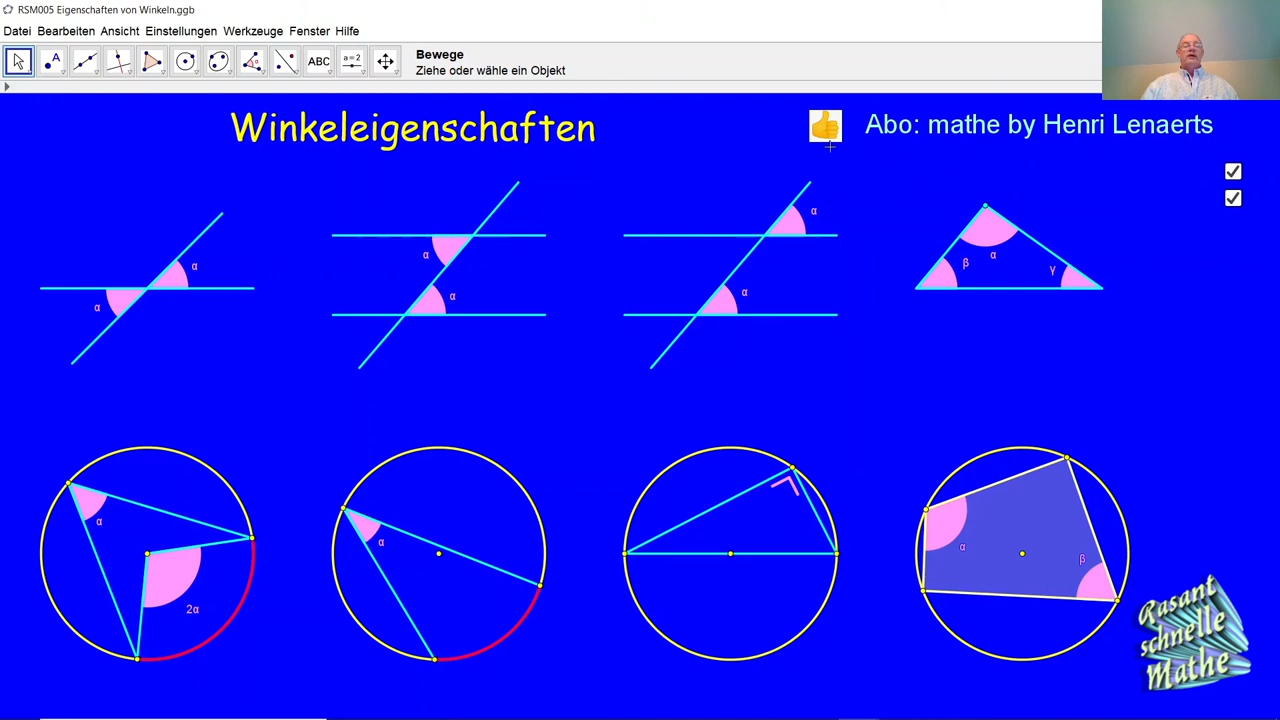 RSM005 Eigenschaften von Winkeln.ggb
Datei Bearbeiten Ansicht Einstellungen Werkzeuge Fenster Hilfe
A
ABC
a=2
Bewege
Ziehe oder wähle ein Objekt
Winkeleigenschaften
Abo: mathe by Henri Lenaerts
α
α
α
α
α
α
β
α
γ
α
2α
α
α
β
Rasant
schnelle
Mathe